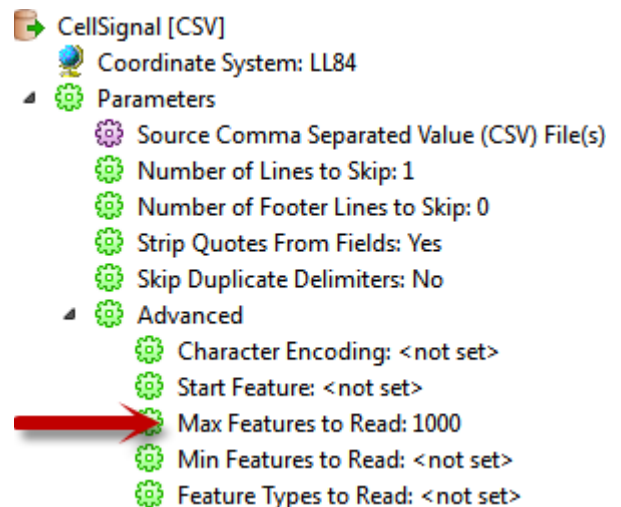 CellSignal [CSV]
Coordinate System: LL84
Parameters
Source Comma Separated Value (CSV) File(s)
Number of Lines to Skip: 1
Number of Footer Lines to Skip: 0
Strip Quotes From Fields: Yes
Skip Duplicate Delimiters: No
Advanced
Character Encoding: <not set>
Start Feature: <not set>
Max Features to Read: 1000
Min Features to Read: <not set>
Feature Types to Read: <not set>